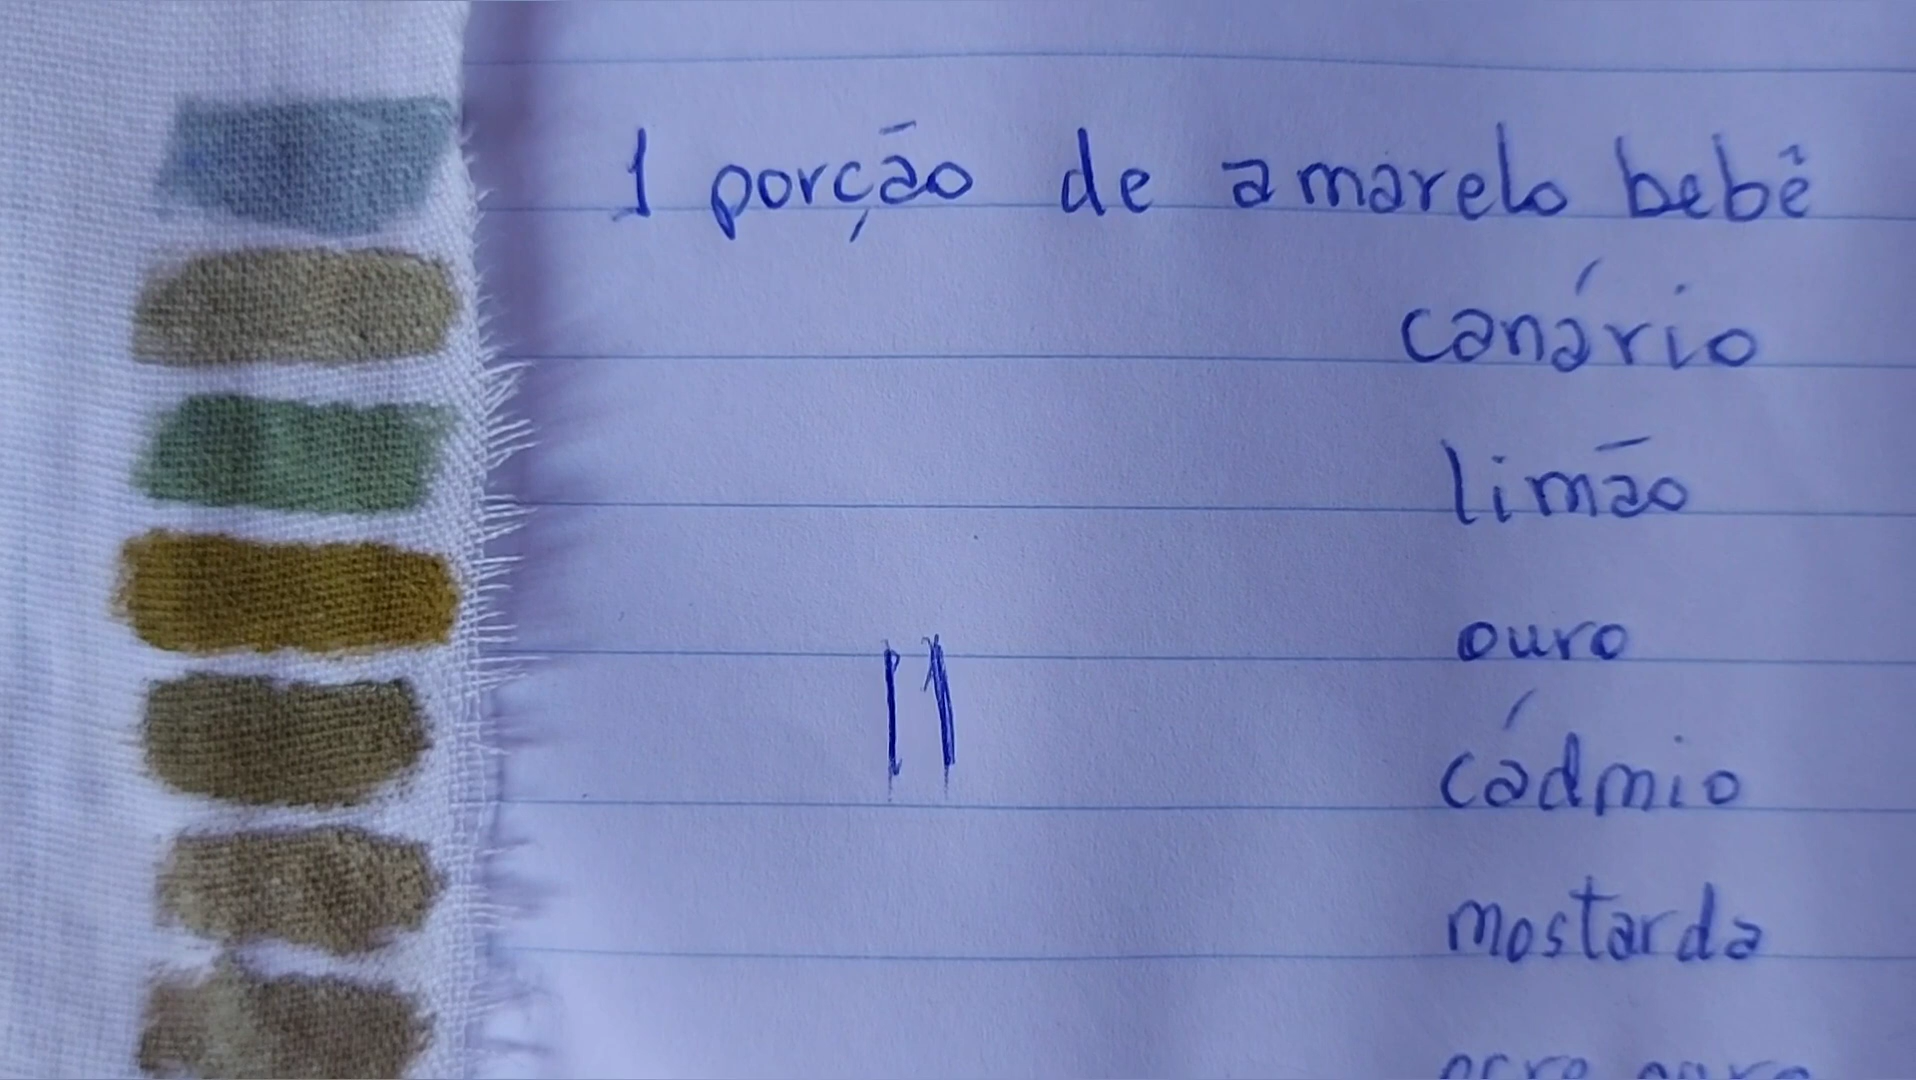 1 porção de amarelo bebê
canário
limão
ouro
"
cádmio
mostarda